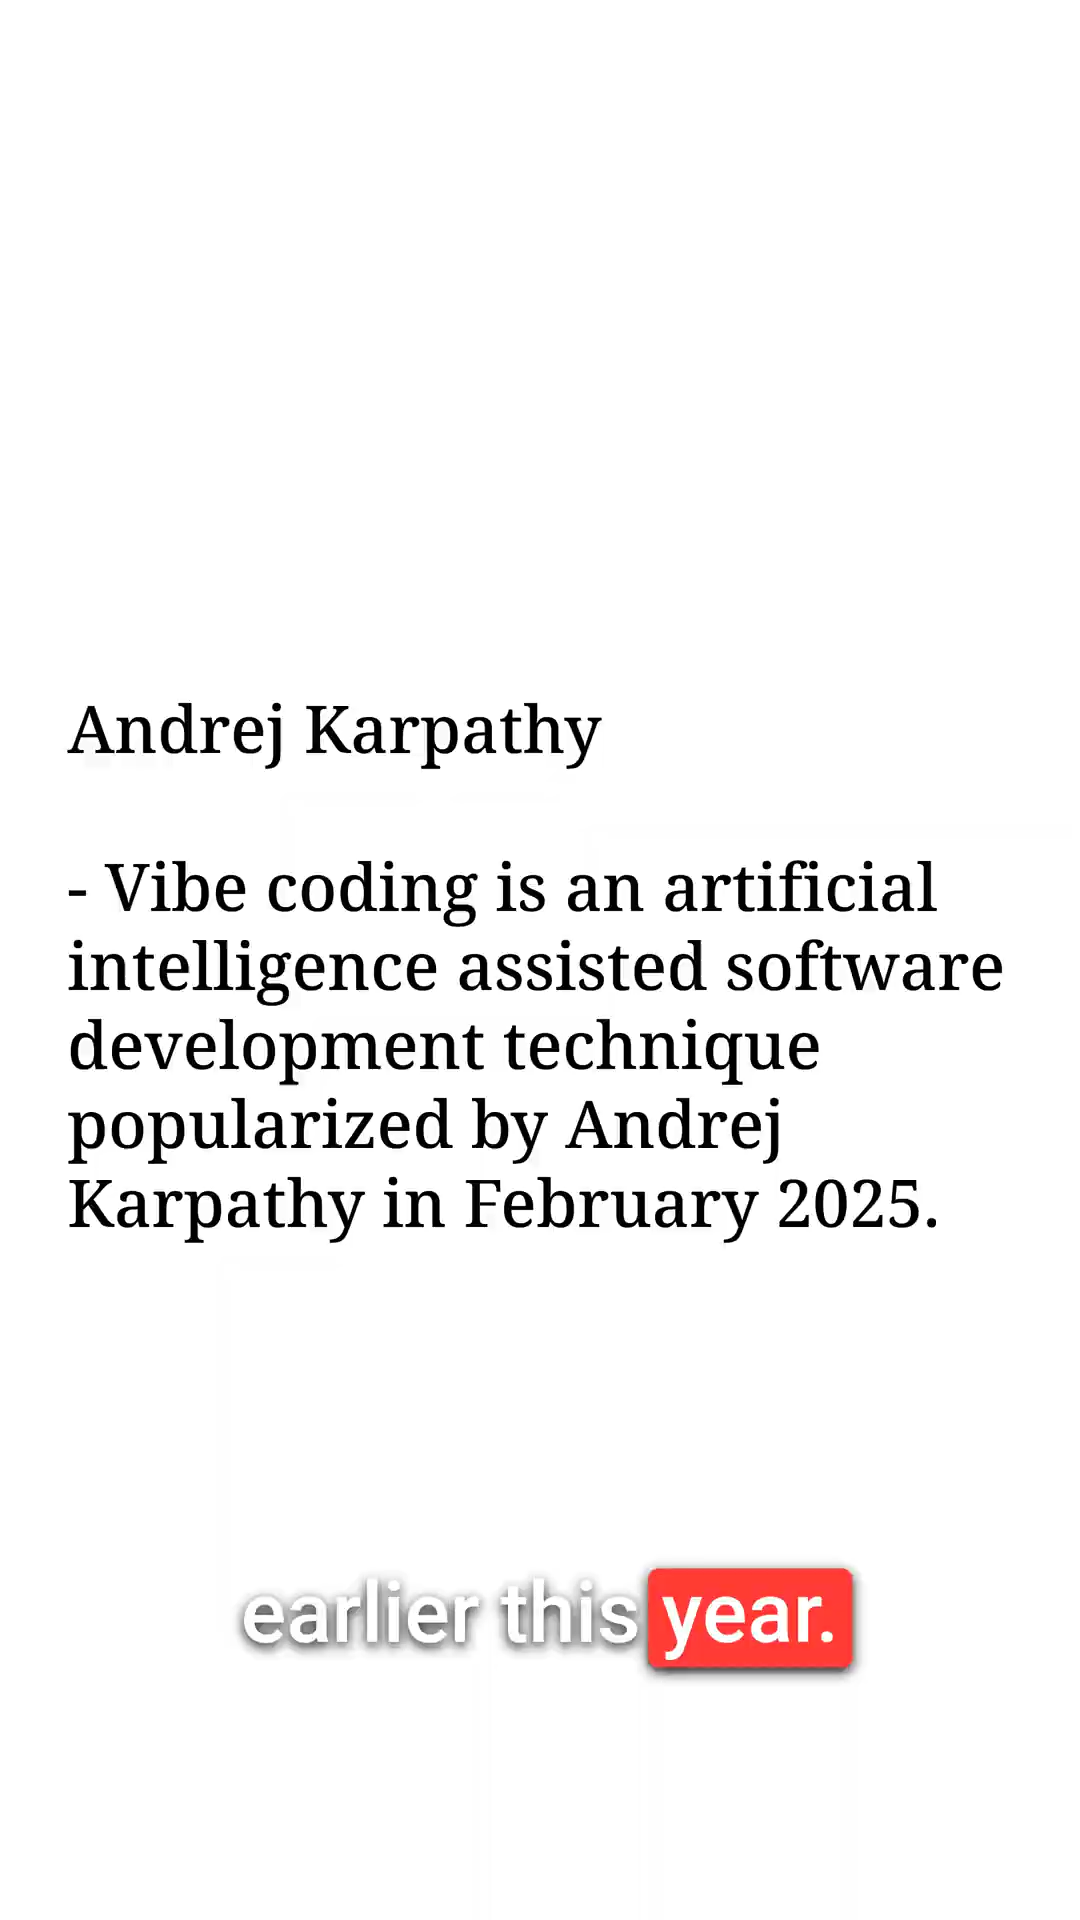 Andrej Karpathy
- Vibe coding is an artificial
intelligence assisted software
development technique
popularized by Andrej
Karpathy in February 2025.
earlier this year.